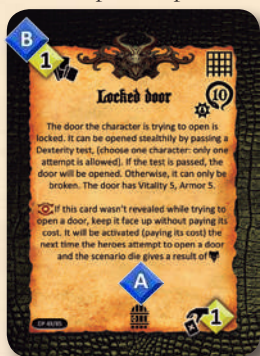 B
1
Locked door
10
The door the character is trying to open is
locked. It can be opened stealthily by passing a
Dexterity test, (choose one character: only one
attempt is allowed). If the test is passed, the
door will be opened. Otherwise, it can only be
broken. The door has Vitality 5, Armor 5.
If this card wasn't revealed while trying to
open a door, keep it face up without paying its
cost. It will be activated (paying its cost) the
next time the heroes attempt to open a door
and the scenario die gives a result of
A
1